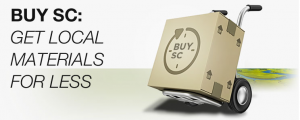 BUY SC:
GET LOCAL
MATERIALS
FOR LESS
BUY
SC